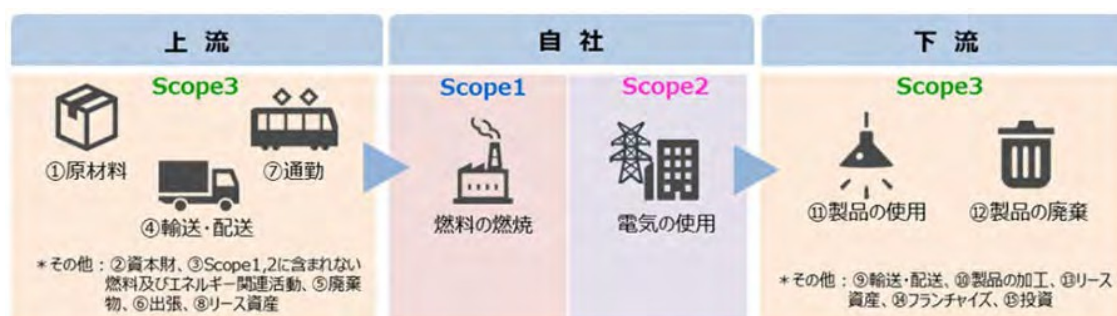 上流
Scope3
①原材料
⑦通勤
④輸送・配送
*その他：②資本財、③Scope1,2に含まれない
燃料及びエネルギー関連活動、⑤廃棄
物、⑥出張、⑧リース資産
自社
Scope1
燃料の燃焼
Scope2
電気の使用
下流
Scope3
⑪製品の使用
⑫製品の廃棄
*その他：⑨輸送・配送、⑩製品の加工、⑬リース
資産、⑭フランチャイズ、⑮投資